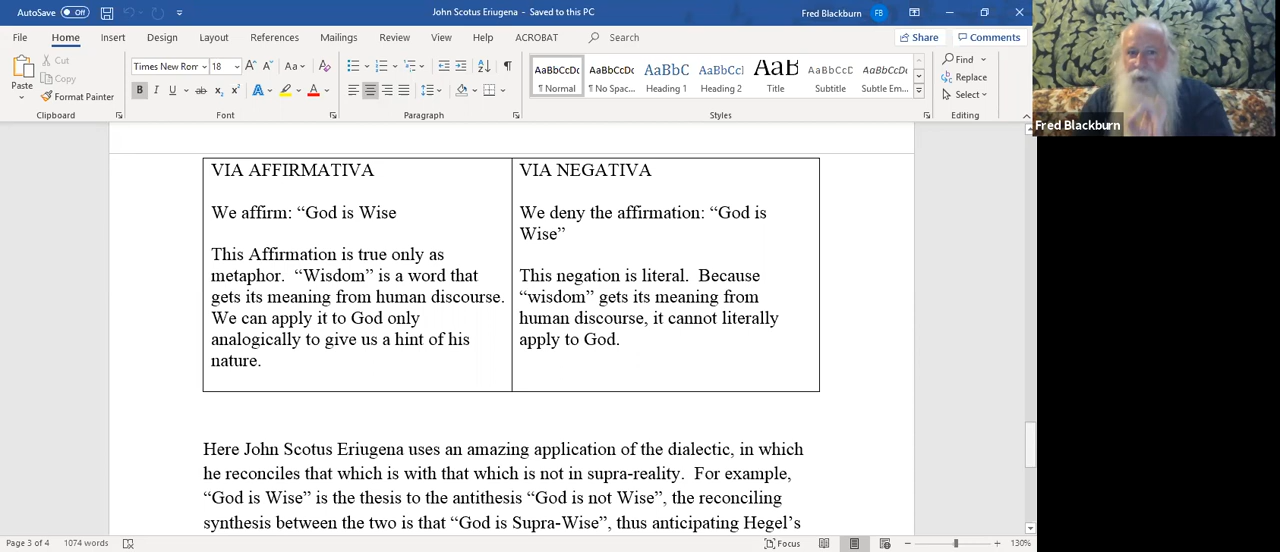 AutoSave Off John Scotus Eriugena - Saved to this PC Fred Blackburn FB
File Home Insert Design Layout References Mailings Review View Help ACROBAT Search Share Comments
Paste Cut Copy Format Painter
Times New Rom 18 Aa
B I U ab x2 x2 A A
AaBbCcDc AaBbCcDc AaBbC AaBbCcI AaB AaBbCcD AaBbCcDc
¶ Normal ¶ No Spac... Heading 1 Heading 2 Title Subtitle Subtle Em...
Find
Replace
Select
Clipboard Font Paragraph Styles Editing
Fred Blackburn
VIA AFFIRMATIVA
We affirm: “God is Wise
This Affirmation is true only as
metaphor. “Wisdom” is a word that
gets its meaning from human discourse.
We can apply it to God only
analogically to give us a hint of his
nature.
VIA NEGATIVA
We deny the affirmation: “God is
Wise”
This negation is literal. Because
“wisdom” gets its meaning from
human discourse, it cannot literally
apply to God.
Here John Scotus Eriugena uses an amazing application of the dialectic, in which
he reconciles that which is with that which is not in supra-reality. For example,
“God is Wise” is the thesis to the antithesis “God is not Wise”, the reconciling
synthesis between the two is that “God is Supra-Wise”, thus anticipating Hegel’s
Page 3 of 4 1074 words Focus 130%